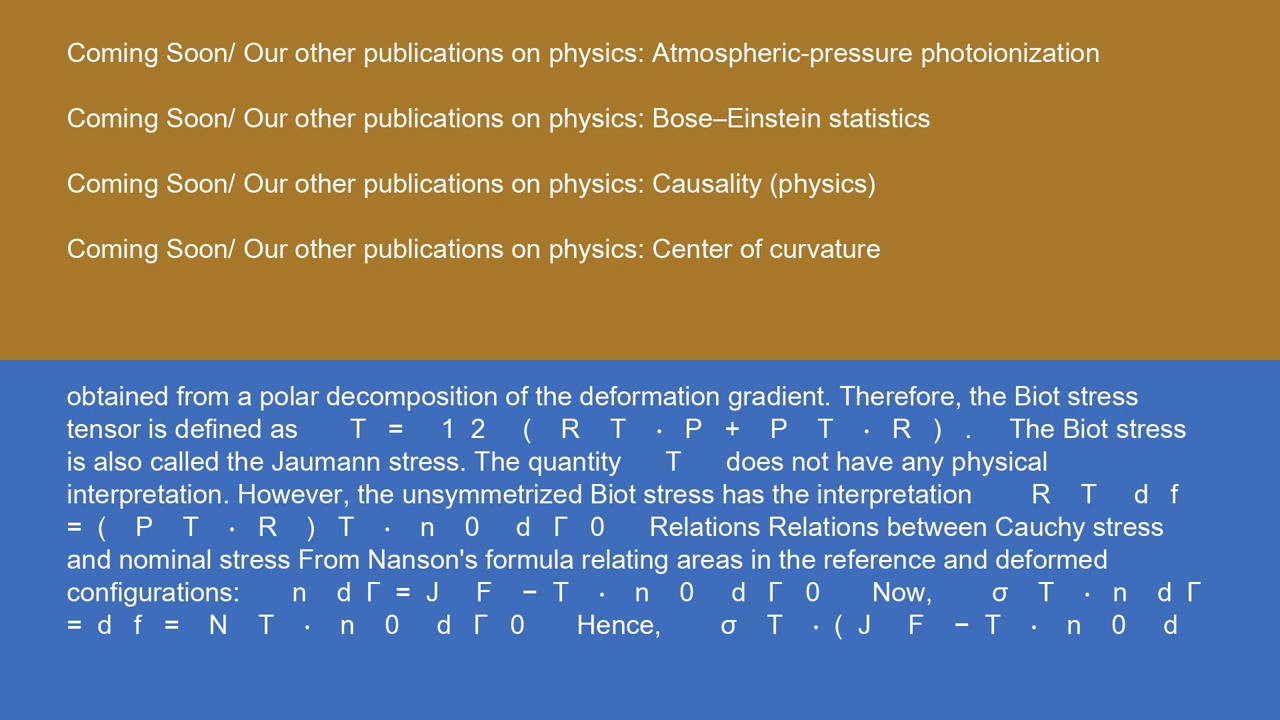 Coming Soon/ Our other publications on physics: Atmospheric-pressure photoionization
Coming Soon/ Our other publications on physics: Bose–Einstein statistics
Coming Soon/ Our other publications on physics: Causality (physics)
Coming Soon/ Our other publications on physics: Center of curvature
obtained from a polar decomposition of the deformation gradient. Therefore, the Biot stress
tensor is defined as T = 1 2 ( R T ⋅ P + P T ⋅ R ) . The Biot stress
is also called the Jaumann stress. The quantity T does not have any physical
interpretation. However, the unsymmetrized Biot stress has the interpretation R T d f
= ( P T ⋅ R ) T ⋅ n 0 d Γ 0 Relations Relations between Cauchy stress
and nominal stress From Nanson's formula relating areas in the reference and deformed
configurations: n d Γ = J F − T ⋅ n 0 d Γ 0 Now, σ T ⋅ n d Γ
= d f = N T ⋅ n 0 d Γ 0 Hence, σ T ⋅ ( J F − T ⋅ n 0 d